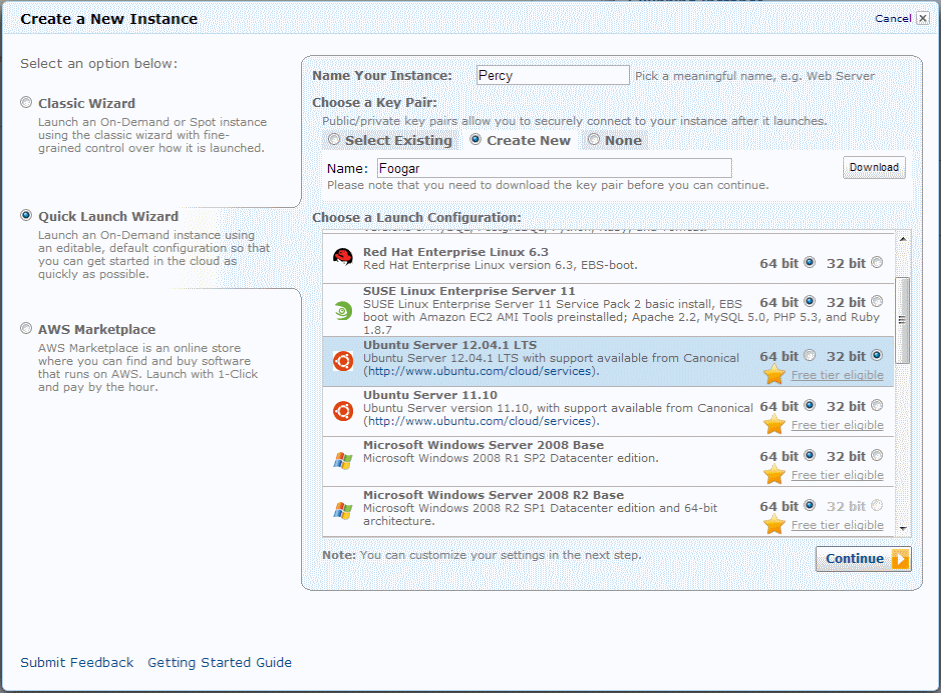 Create a New Instance
Cancel
Select an option below:
Classic Wizard
Launch an On-Demand or Spot instance
using the classic wizard with fine-
grained control over how it is launched.
Quick Launch Wizard
Launch an On-Demand instance using
an editable, default configuration so that
you can get started in the cloud as
quickly as possible.
AWS Marketplace
AWS Marketplace is an online store
where you can find and buy software
that runs on AWS. Launch with 1-Click
and pay by the hour.
Name Your Instance: Percy Pick a meaningful name, e.g. Web Server
Choose a Key Pair:
Public/private key pairs allow you to securely connect to your instance after it launches.
Select Existing Create New None
Name: Foogar Download
Please note that you need to download the key pair before you can continue.
Choose a Launch Configuration:
Red Hat Enterprise Linux 6.3
Red Hat Enterprise Linux version 6.3, EBS-boot. 64 bit 32 bit
SUSE Linux Enterprise Server 11
SUSE Linux Enterprise Server 11 Service Pack 2 basic install, EBS 64 bit 32 bit
boot with Amazon EC2 AMI Tools preinstalled; Apache 2.2, MySQL 5.0, PHP 5.3, and Ruby
1.8.7
Ubuntu Server 12.04.1 LTS
Ubuntu Server 12.04.1 LTS with support available from Canonical 64 bit 32 bit
(http://www.ubuntu.com/cloud/services). Free tier eligible
Ubuntu Server 11.10
Ubuntu Server version 11.10, with support available from Canonical 64 bit 32 bit
(http://www.ubuntu.com/cloud/services). Free tier eligible
Microsoft Windows Server 2008 Base
Microsoft Windows 2008 R1 SP2 Datacenter edition. 64 bit 32 bit
Free tier eligible
Microsoft Windows Server 2008 R2 Base
Microsoft Windows 2008 R2 SP1 Datacenter edition and 64-bit 64 bit 32 bit
architecture. Free tier eligible
Note: You can customize your settings in the next step.
Continue
Submit Feedback Getting Started Guide